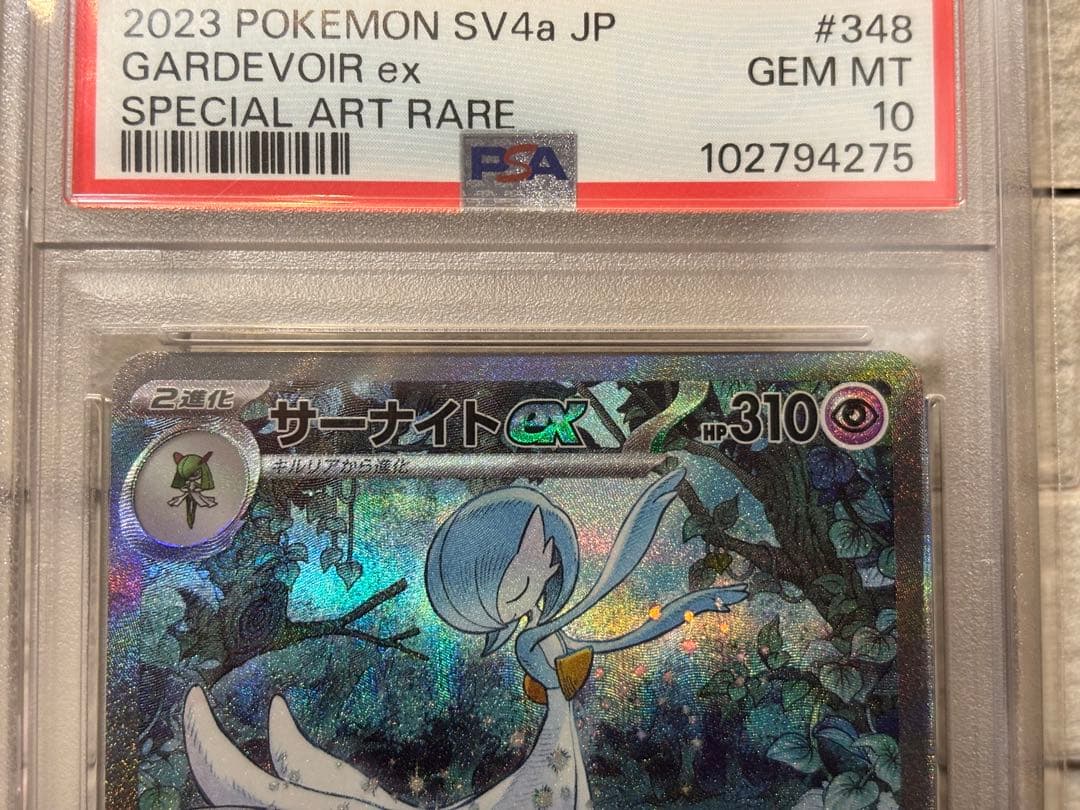 2023 POKEMON SV4a JP #348
GARDEVOIR ex GEM MT
SPECIAL ART RARE 10
PSA 102794275
2進化 サーナイトex HP310
キルリアから進化